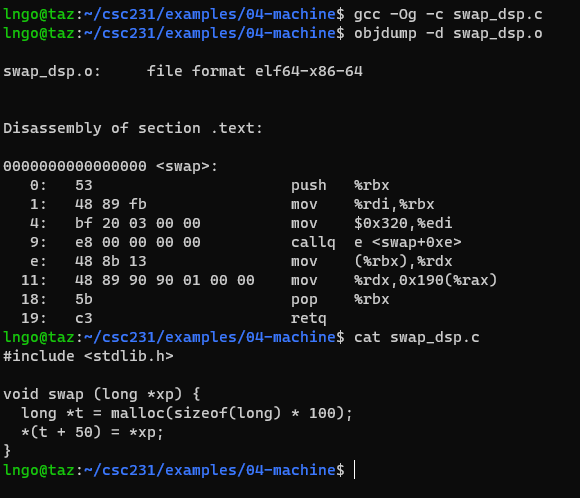 lngo@taz:~/csc231/examples/04-machine$ gcc -Og -c swap_dsp.c
lngo@taz:~/csc231/examples/04-machine$ objdump -d swap_dsp.o
swap_dsp.o:     file format elf64-x86-64
Disassembly of section .text:
0000000000000000 <swap>:
   0:   53                      push   %rbx
   1:   48 89 fb                mov    %rdi,%rbx
   4:   bf 20 03 00 00          mov    $0x320,%edi
   9:   e8 00 00 00 00          callq  e <swap+0xe>
   e:   48 8b 13                mov    (%rbx),%rdx
  11:   48 89 90 90 01 00 00    mov    %rdx,0x190(%rax)
  18:   5b                      pop    %rbx
  19:   c3                      retq
lngo@taz:~/csc231/examples/04-machine$ cat swap_dsp.c
#include <stdlib.h>
void swap (long *xp) {
  long *t = malloc(sizeof(long) * 100);
  *(t + 50) = *xp;
}
lngo@taz:~/csc231/examples/04-machine$